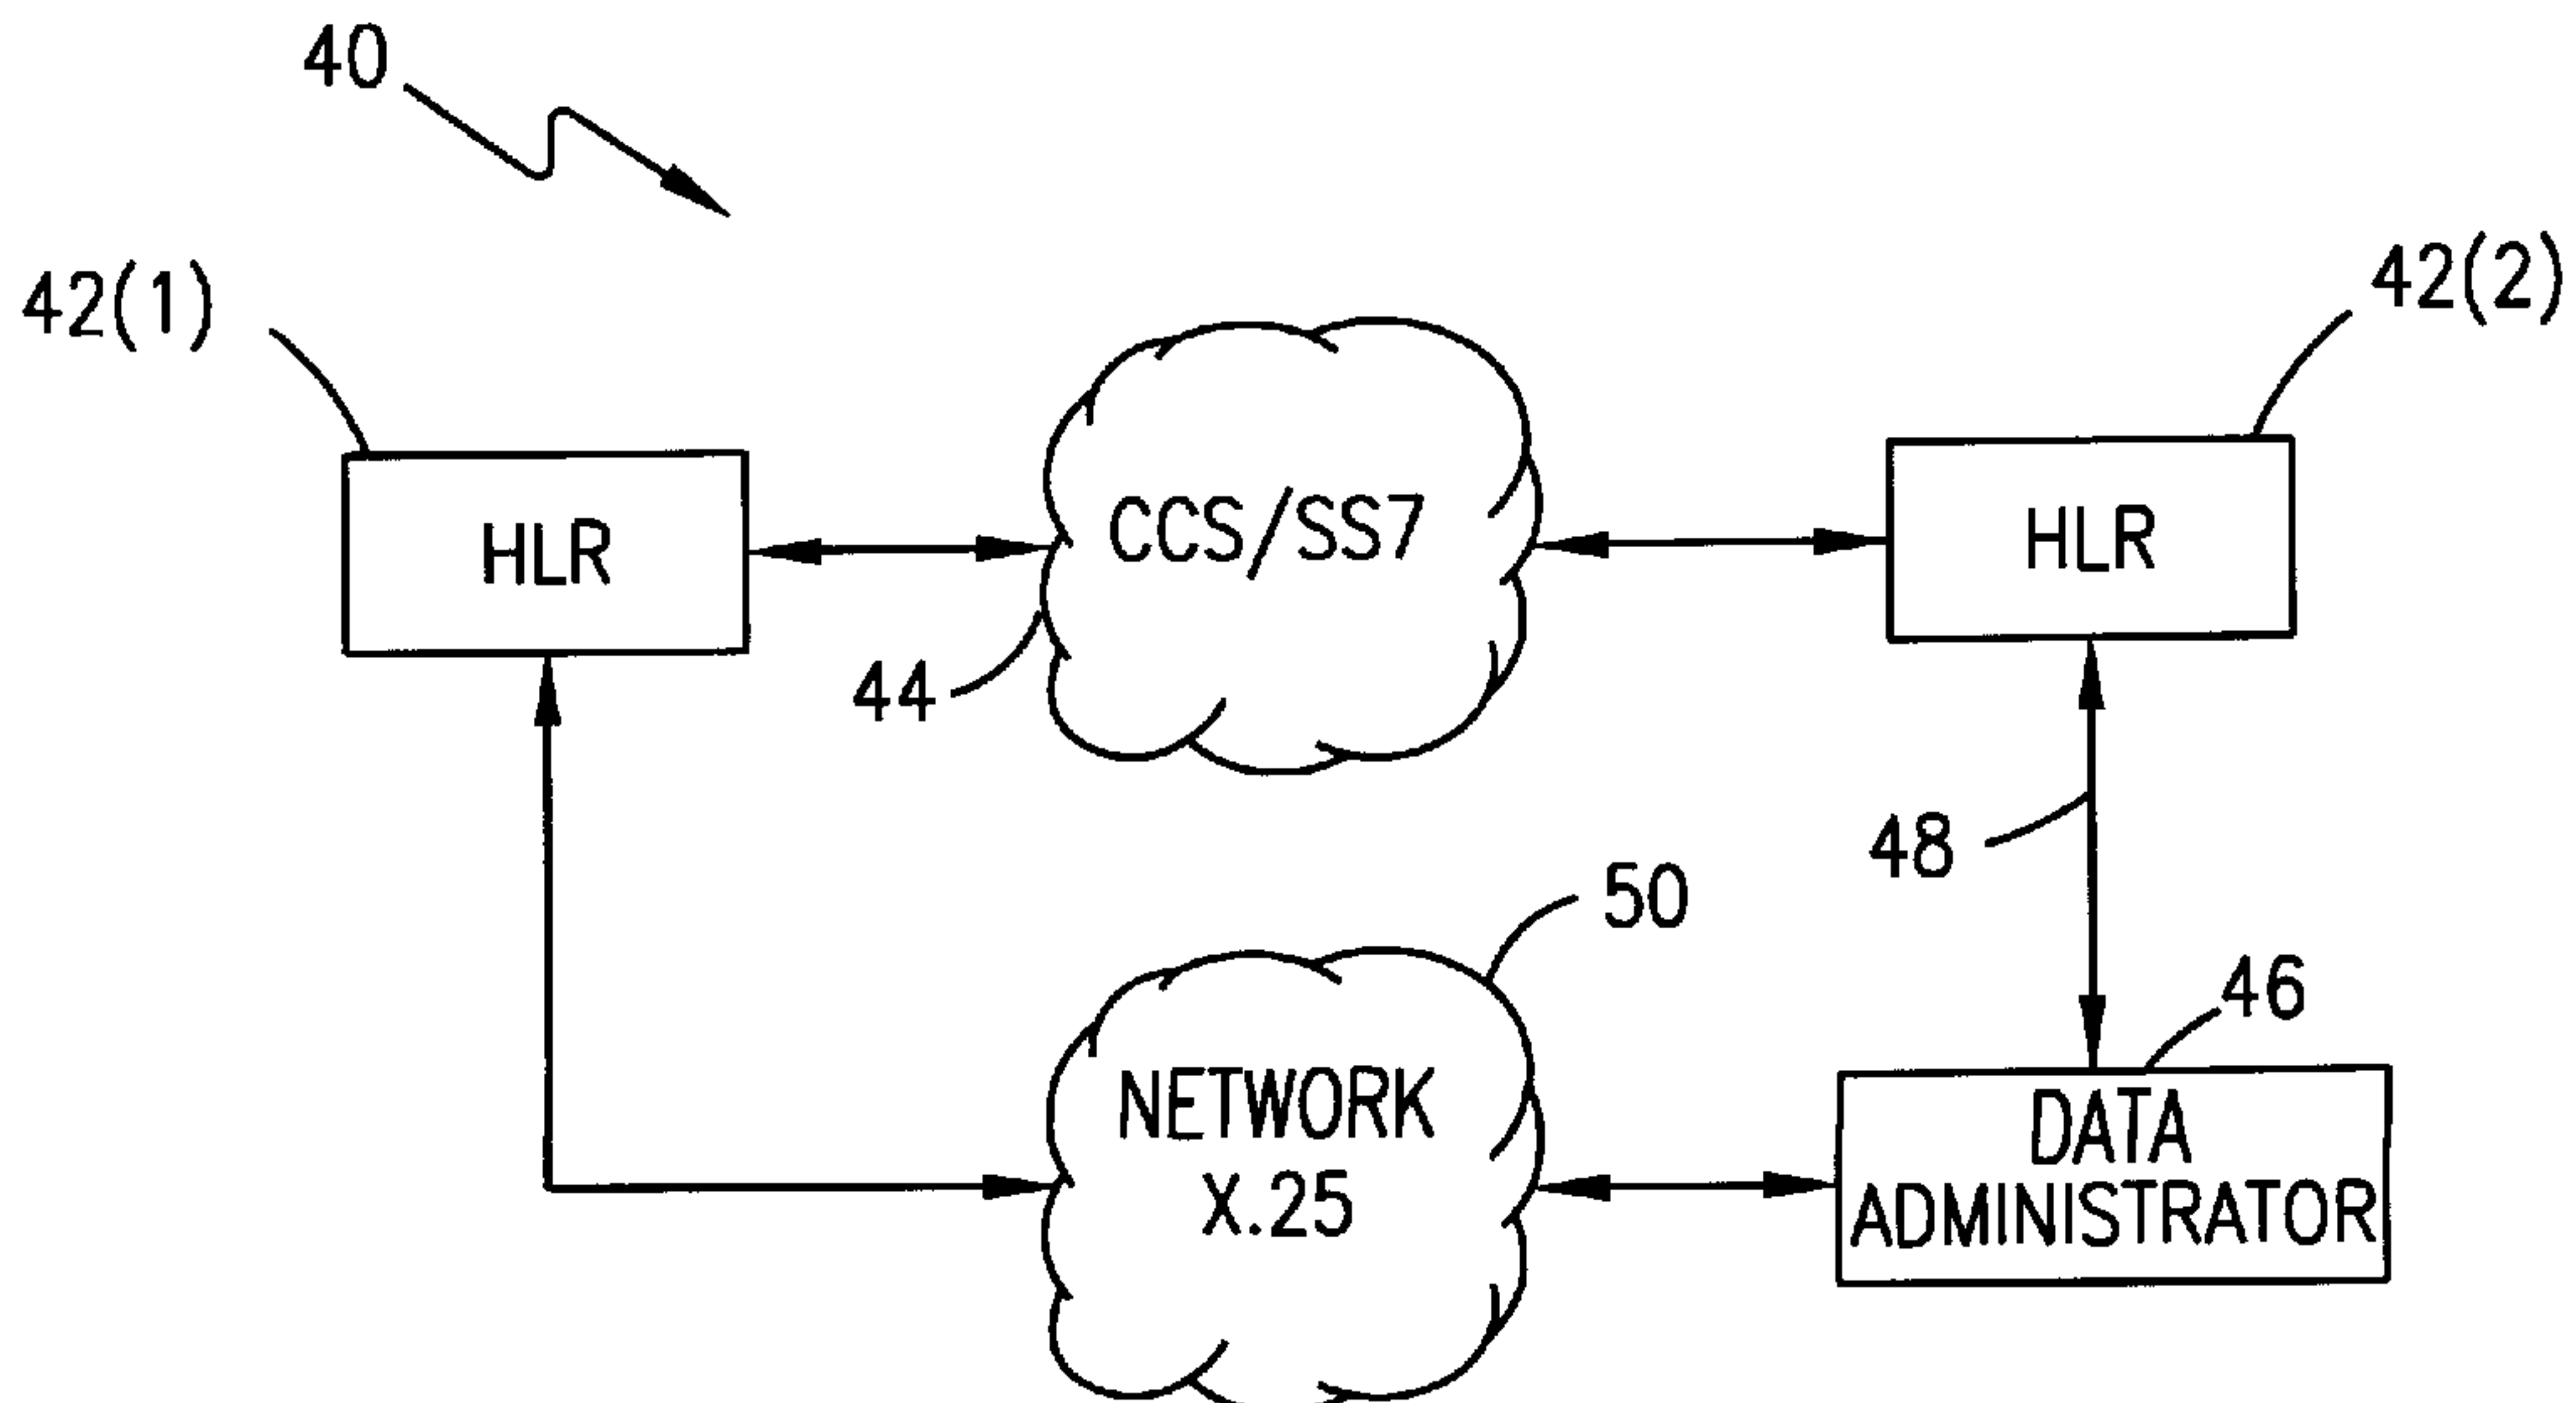 40
42(1)
42(2)
HLR
CCS/SS7
HLR
44
48
50
46
NETWORK
X.25
DATA
ADMINISTRATOR